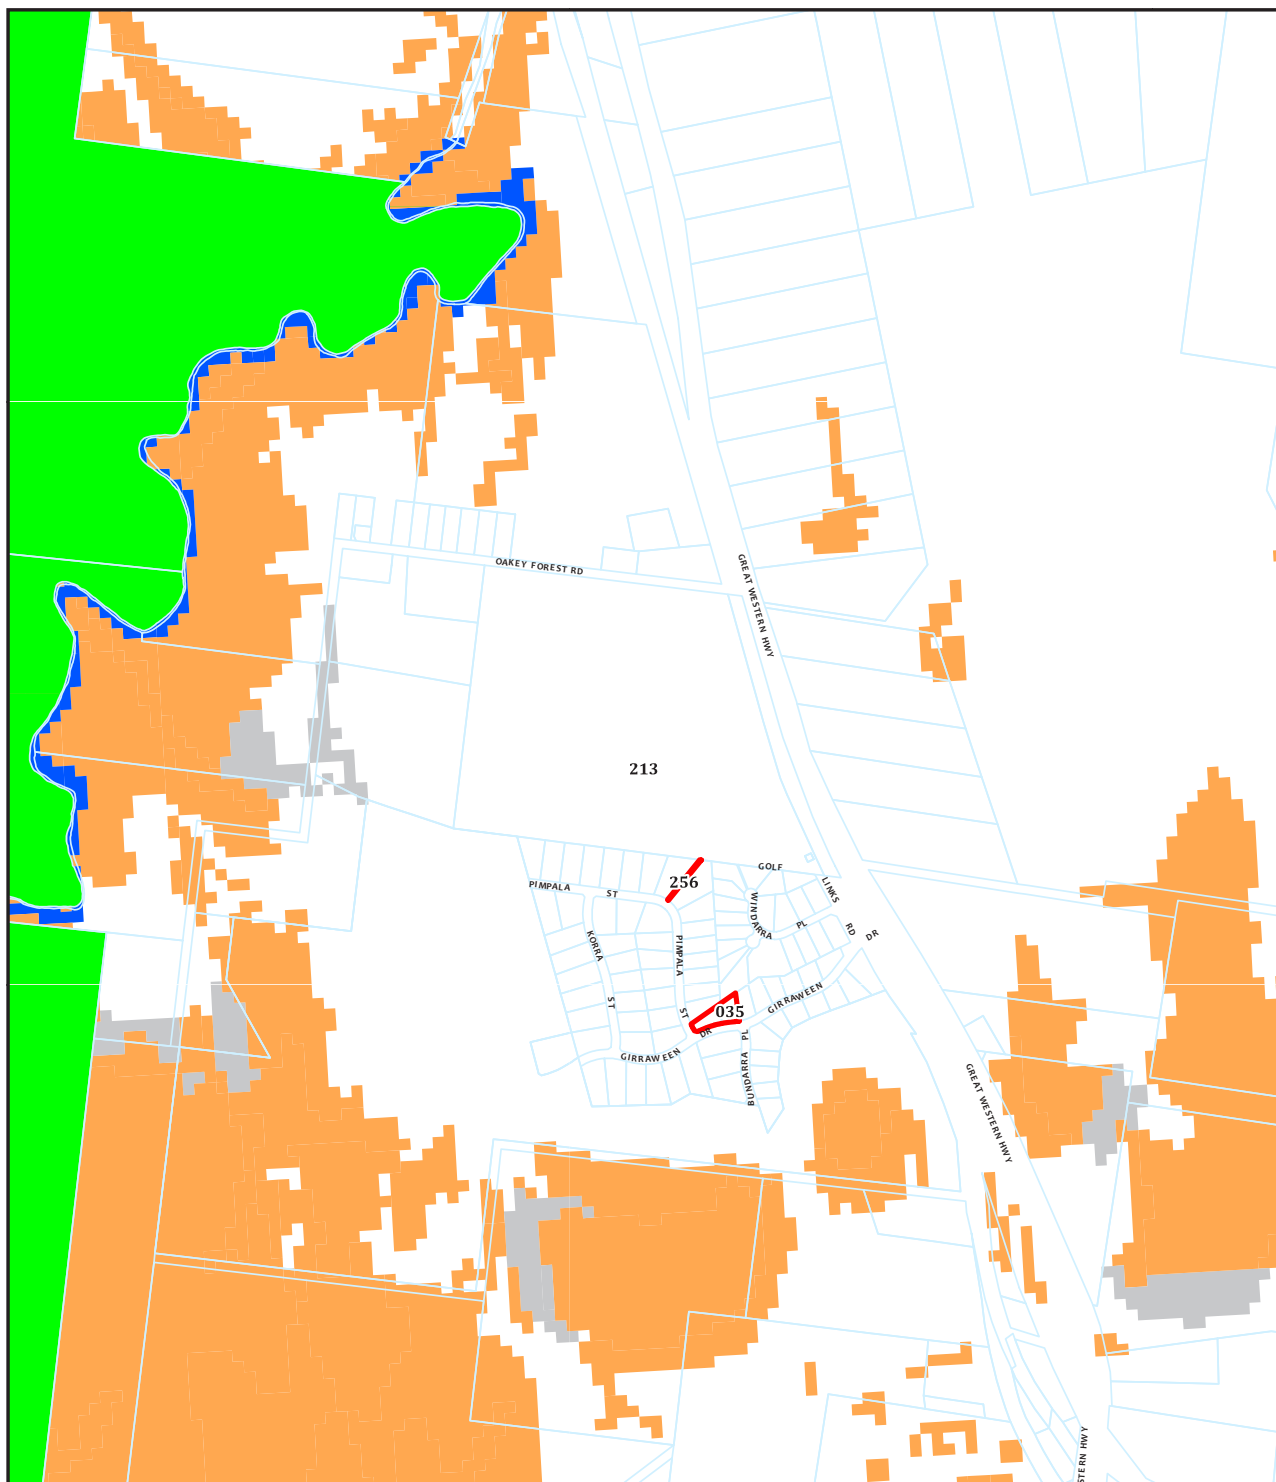 OAKEY FOREST RD
GREAT WESTERN HWY
213
GOLF
LINKS
RD
DR
256
PIMPALA
ST
WINDARRA
PL
KORRA
ST
PIMPALA
ST
035
GIRRAWEEN
DR
GIRRAWEEN
BUNDARRA PL
GREAT WESTERN HWY
STERN HWY